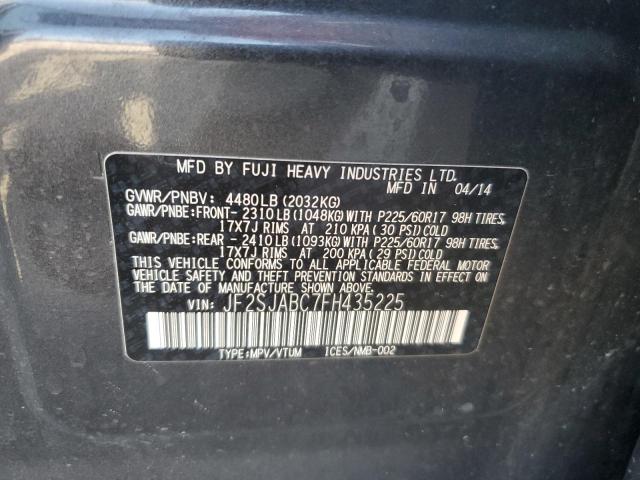 MFD BY FUJI HEAVY INDUSTRIES LTD.
MFD IN 04/14
GVWR/PNBV: 4480LB (2032KG)
GAWR/PNBE:FRONT- 2310LB (1048KG) WITH P225/60R17 98H TIRES,
17X7J RIMS AT 210 KPA (30 PSI) COLD
GAWR/PNBE:REAR - 2410LB (1093KG) WITH P225/60R17 98H TIRES,
17X7J RIMS AT 200 KPA (29 PSI) COLD
THIS VEHICLE CONFORMS TO ALL APPLICABLE FEDERAL MOTOR
VEHICLE SAFETY AND THEFT PREVENTION STANDARDS IN EFFECT
ON THE DATE OF MANUFACTURE SHOWN ABOVE.
VIN: JF2SJABC7FH435225
TYPE:MPV/VTUM ICES/NMB-002